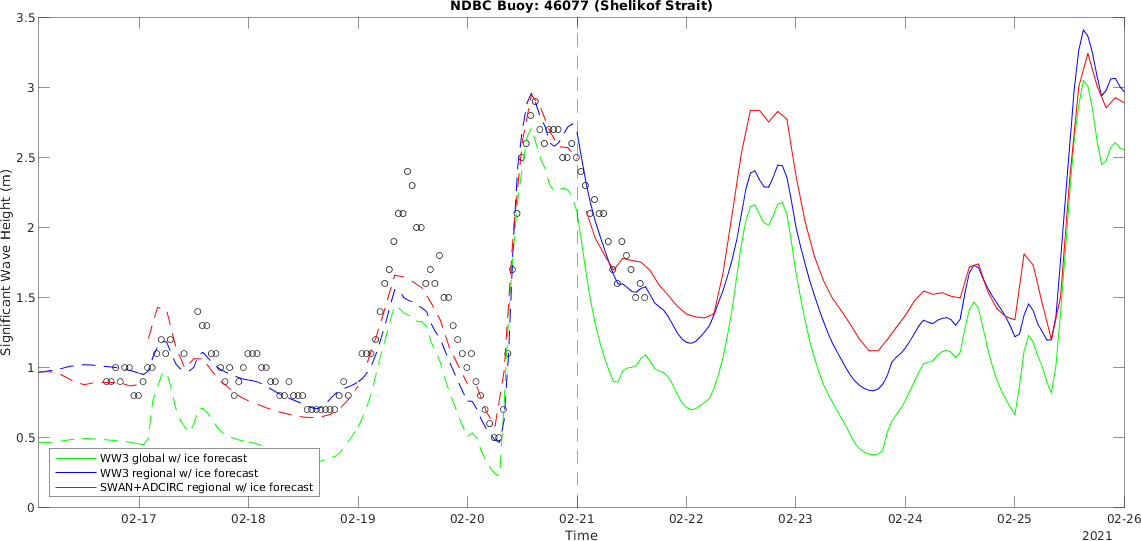 NDBC Buoy: 46077 (Shelikof Strait)
Significant Wave Height (m)
3.5
3
2.5
2
1.5
1
0.5
0
WW3 global w/ ice forecast
WW3 regional w/ ice forecast
SWAN+ADCIRC regional w/ ice forecast
02-17 02-18 02-19 02-20 02-21 02-22 02-23 02-24 02-25 02-26
Time
2021